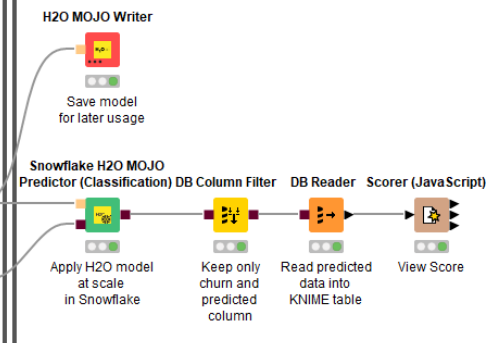 H2O MOJO Writer
Save model
for later usage
Snowflake H2O MOJO
Predictor (Classification)
DB Column Filter
DB Reader
Scorer (JavaScript)
Apply H2O model
at scale
in Snowflake
Keep only
churn and
predicted
column
Read predicted
data into
KNIME table
View Score